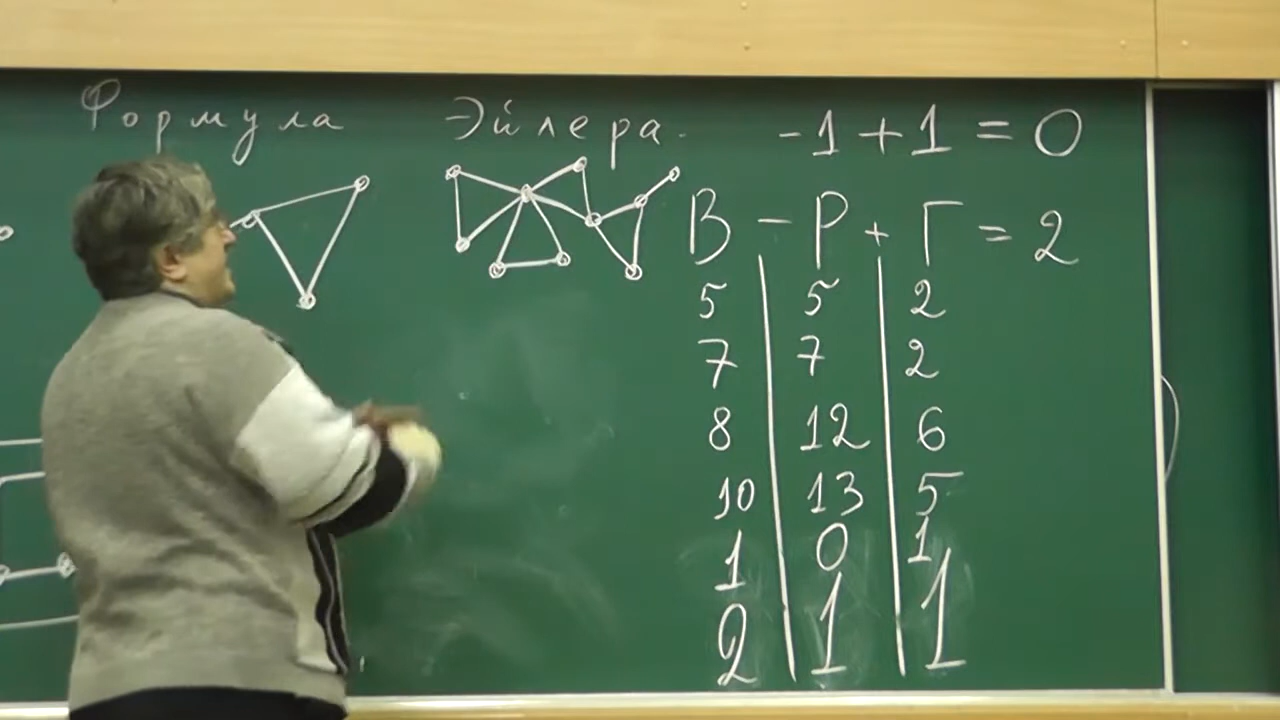 Формула Эйлера.
-1 + 1 = 0
В - Р + Г = 2
5 5 2
7 7 2
8 12 6
10 13 5
1 0 1
2 1 1